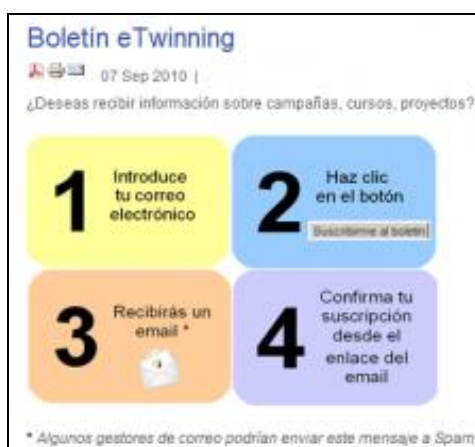 Boletín eTwinning
07 Sep 2010 |
¿Deseas recibir información sobre campañas, cursos, proyectos?
1
Introduce
tu correo
electrónico
2
Haz clic
en el botón
Suscribirme al boletín
3
Recibirás un
email *
4
Confirma tu
suscripción
desde el
enlace del
email
* Algunos gestores de correo podrían enviar este mensaje a Spam